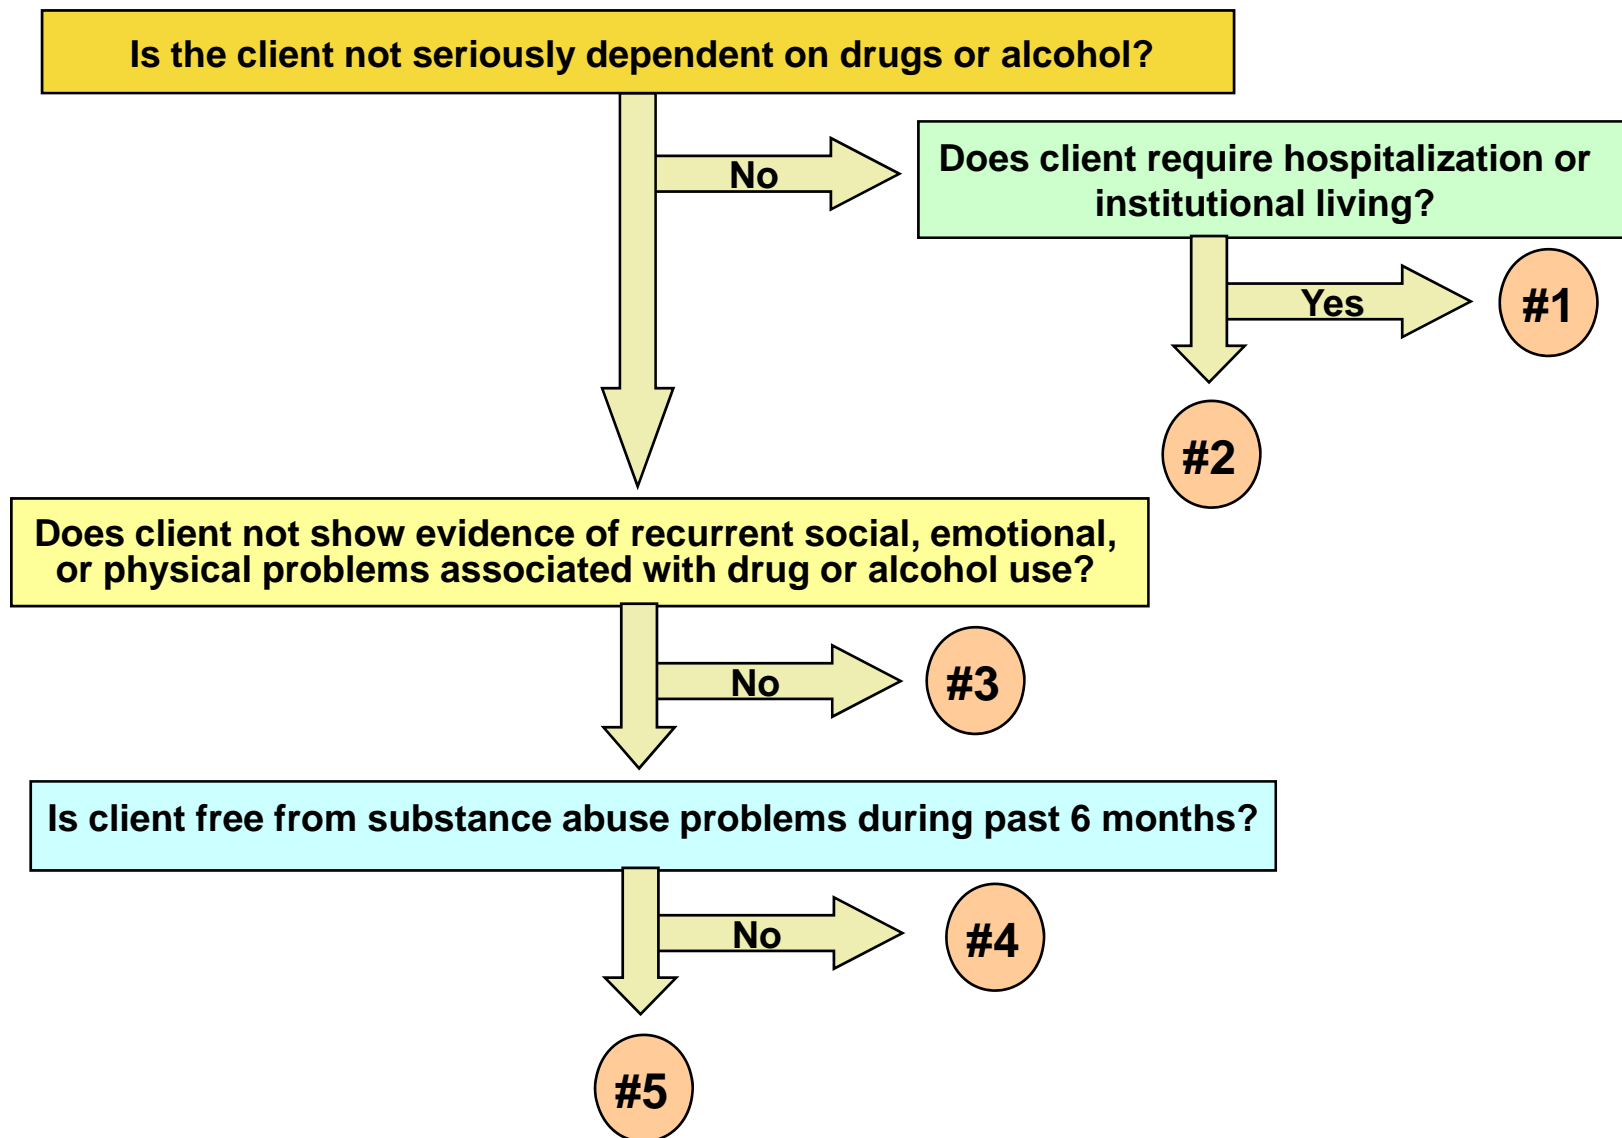 Is the client not seriously dependent on drugs or alcohol?
No
Does client require hospitalization or
institutional living?
Yes
#1
#2
Does client not show evidence of recurrent social, emotional,
or physical problems associated with drug or alcohol use?
No
#3
Is client free from substance abuse problems during past 6 months?
No
#4
#5